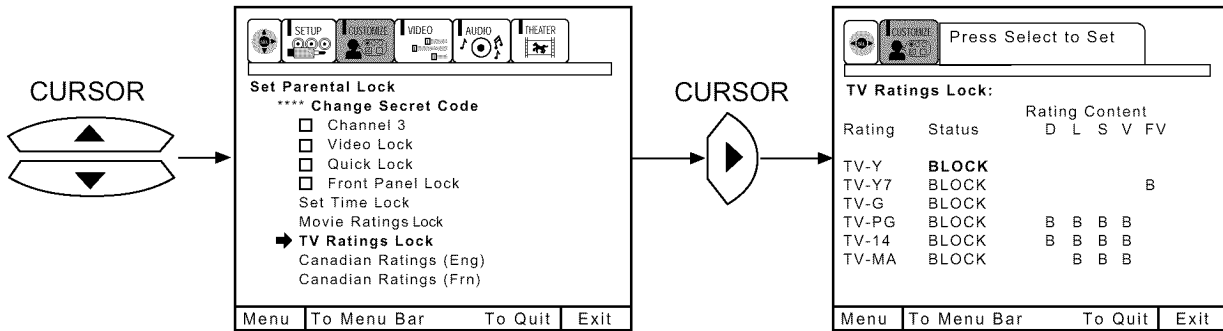 CURSOR
SETUP CUSTOMIZE VIDEO AUDIO THEATER
Set Parental Lock
**** Change Secret Code
Channel 3
Video Lock
Quick Lock
Front Panel Lock
Set Time Lock
Movie Ratings Lock
TV Ratings Lock
Canadian Ratings (Eng)
Canadian Ratings (Frn)
Menu To Menu Bar To Quit Exit
CURSOR
CUSTOMIZE Press Select to Set
TV Ratings Lock:
Rating Content
Rating Status D L S V FV
TV-Y BLOCK
TV-Y7 BLOCK B
TV-G BLOCK
TV-PG BLOCK B B B B
TV-14 BLOCK B B B B
TV-MA BLOCK B B B
Menu To Menu Bar To Quit Exit